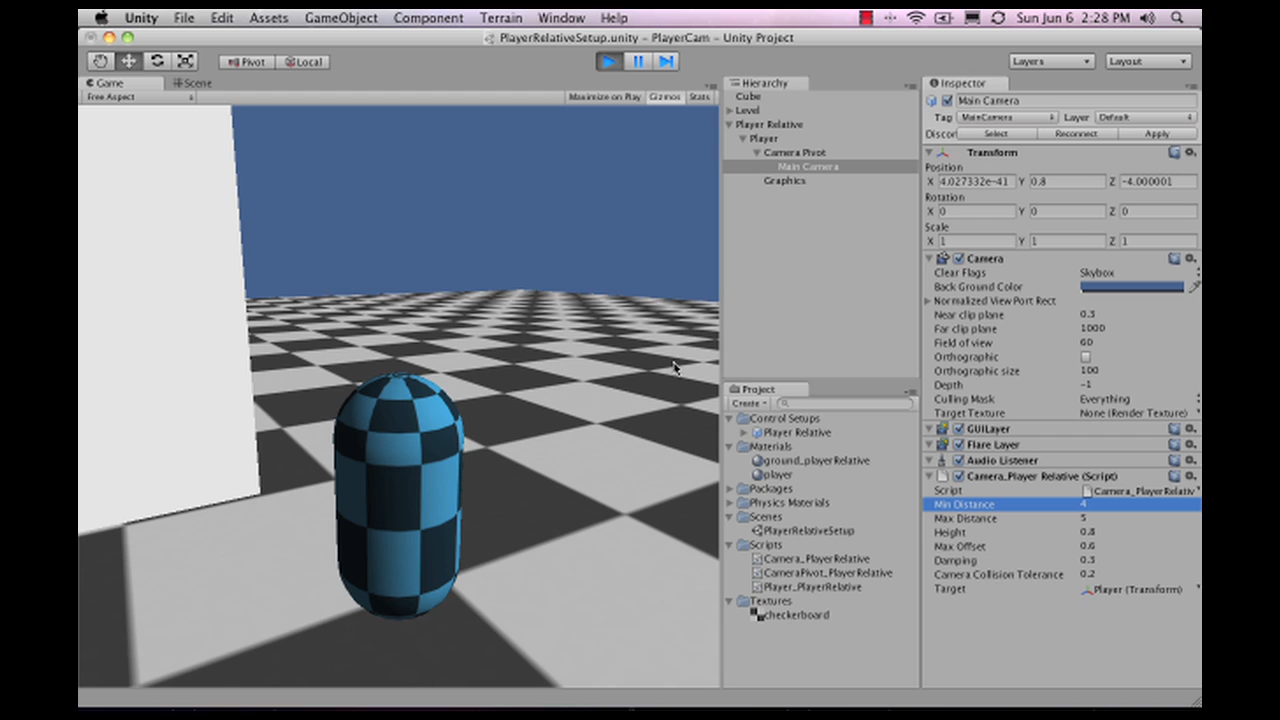 Unity File Edit Assets GameObject Component Terrain Window Help Sun Jun 6 2:28 PM
PlayerRelativeSetup.unity – PlayerCam – Unity Project
Pivot Local Layers Layout
Game Scene
Free Aspect Maximize on Play Gizmos Stats
Hierarchy
Cube
Level
Player Relative
Player
Camera Pivot
Main Camera
Graphics
Project
Create
Control Setups
Player Relative
Materials
ground_playerRelative
player
Packages
Physics Materials
Scenes
PlayerRelativeSetup
Scripts
Camera_PlayerRelative
CameraPivot_PlayerRelative
Player_PlayerRelative
Textures
checkerboard
Inspector
Main Camera
Tag MainCamera Layer Default
Discor Select Reconnect Apply
Transform
Position
X 4.027332e-41 Y 0.8 Z -4.000001
Rotation
X 0 Y 0 Z 0
Scale
X 1 Y 1 Z 1
Camera
Clear Flags Skybox
Back Ground Color
Normalized View Port Rect
Near clip plane 0.3
Far clip plane 1000
Field of view 60
Orthographic
Orthographic size 100
Depth -1
Culling Mask Everything
Target Texture None (Render Texture)
GUILayer
Flare Layer
Audio Listener
Camera_Player Relative (Script)
Script Camera_PlayerRelativ
Min Distance 4
Max Distance 5
Height 0.8
Max Offset 0.6
Damping 0.3
Camera Collision Tolerance 0.2
Target Player (Transform)